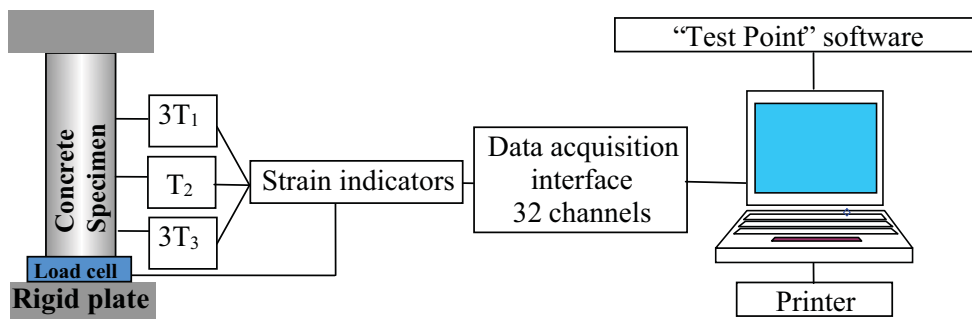 “Test Point” software
Concrete
Specimen
3T₁
T₂
3T₃
Strain indicators
Data acquisition
interface
32 channels
Load cell
Rigid plate
Printer